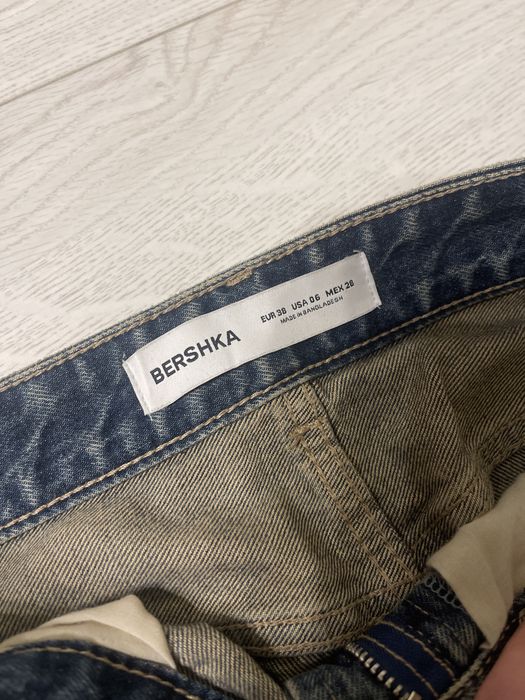 BERSHKA
EUR 38 USA 06 MEX 28
MADE IN BANGLADESH